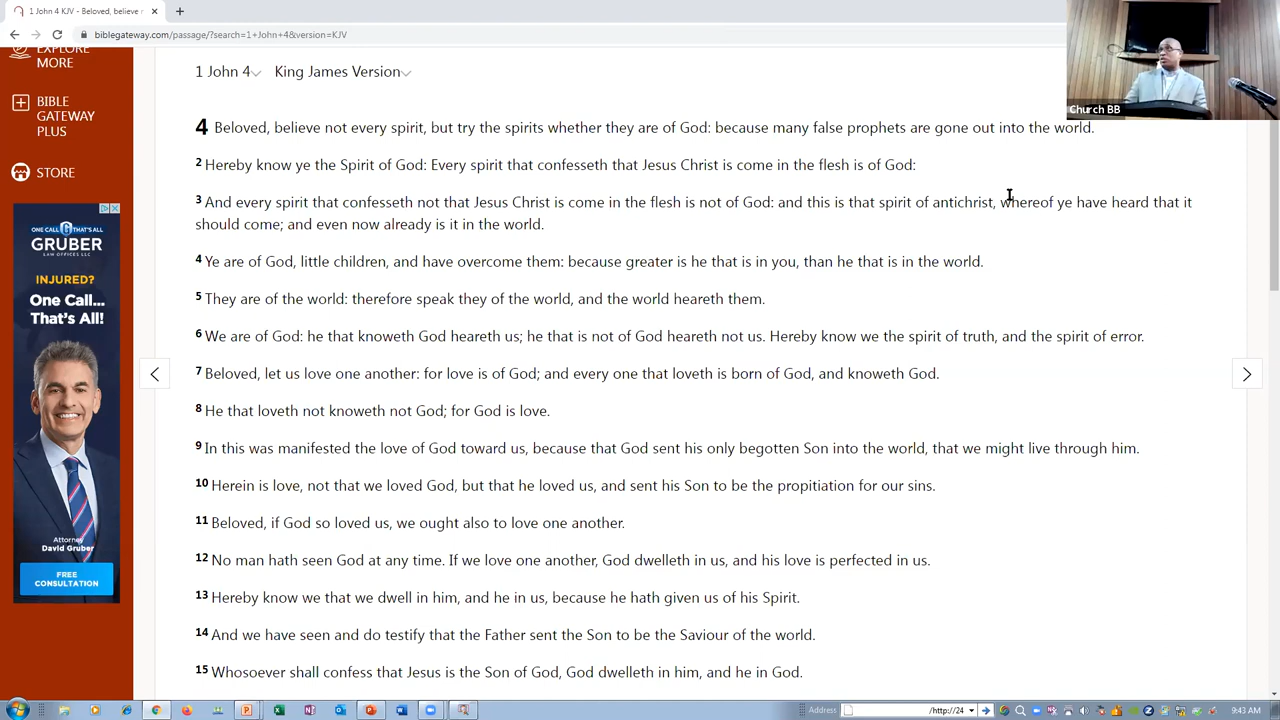 1 John 4 KJV - Beloved, believe n
biblegateway.com/passage/?search=1+John+4&version=KJV
EXPLORE
MORE
BIBLE
GATEWAY
PLUS
STORE
ONE CALL THAT'S ALL
GRUBER
LAW OFFICES LLC
INJURED?
One Call...
That's All!
Attorney
David Gruber
FREE
CONSULTATION
Church BB
1 John 4 King James Version
4 Beloved, believe not every spirit, but try the spirits whether they are of God: because many false prophets are gone out into the world.
2 Hereby know ye the Spirit of God: Every spirit that confesseth that Jesus Christ is come in the flesh is of God:
3 And every spirit that confesseth not that Jesus Christ is come in the flesh is not of God: and this is that spirit of antichrist, whereof ye have heard that it
should come; and even now already is it in the world.
4 Ye are of God, little children, and have overcome them: because greater is he that is in you, than he that is in the world.
5 They are of the world: therefore speak they of the world, and the world heareth them.
6 We are of God: he that knoweth God heareth us; he that is not of God heareth not us. Hereby know we the spirit of truth, and the spirit of error.
7 Beloved, let us love one another: for love is of God; and every one that loveth is born of God, and knoweth God.
8 He that loveth not knoweth not God; for God is love.
9 In this was manifested the love of God toward us, because that God sent his only begotten Son into the world, that we might live through him.
10 Herein is love, not that we loved God, but that he loved us, and sent his Son to be the propitiation for our sins.
11 Beloved, if God so loved us, we ought also to love one another.
12 No man hath seen God at any time. If we love one another, God dwelleth in us, and his love is perfected in us.
13 Hereby know we that we dwell in him, and he in us, because he hath given us of his Spirit.
14 And we have seen and do testify that the Father sent the Son to be the Saviour of the world.
15 Whosoever shall confess that Jesus is the Son of God, God dwelleth in him, and he in God.
Address /http://24 9:43 AM